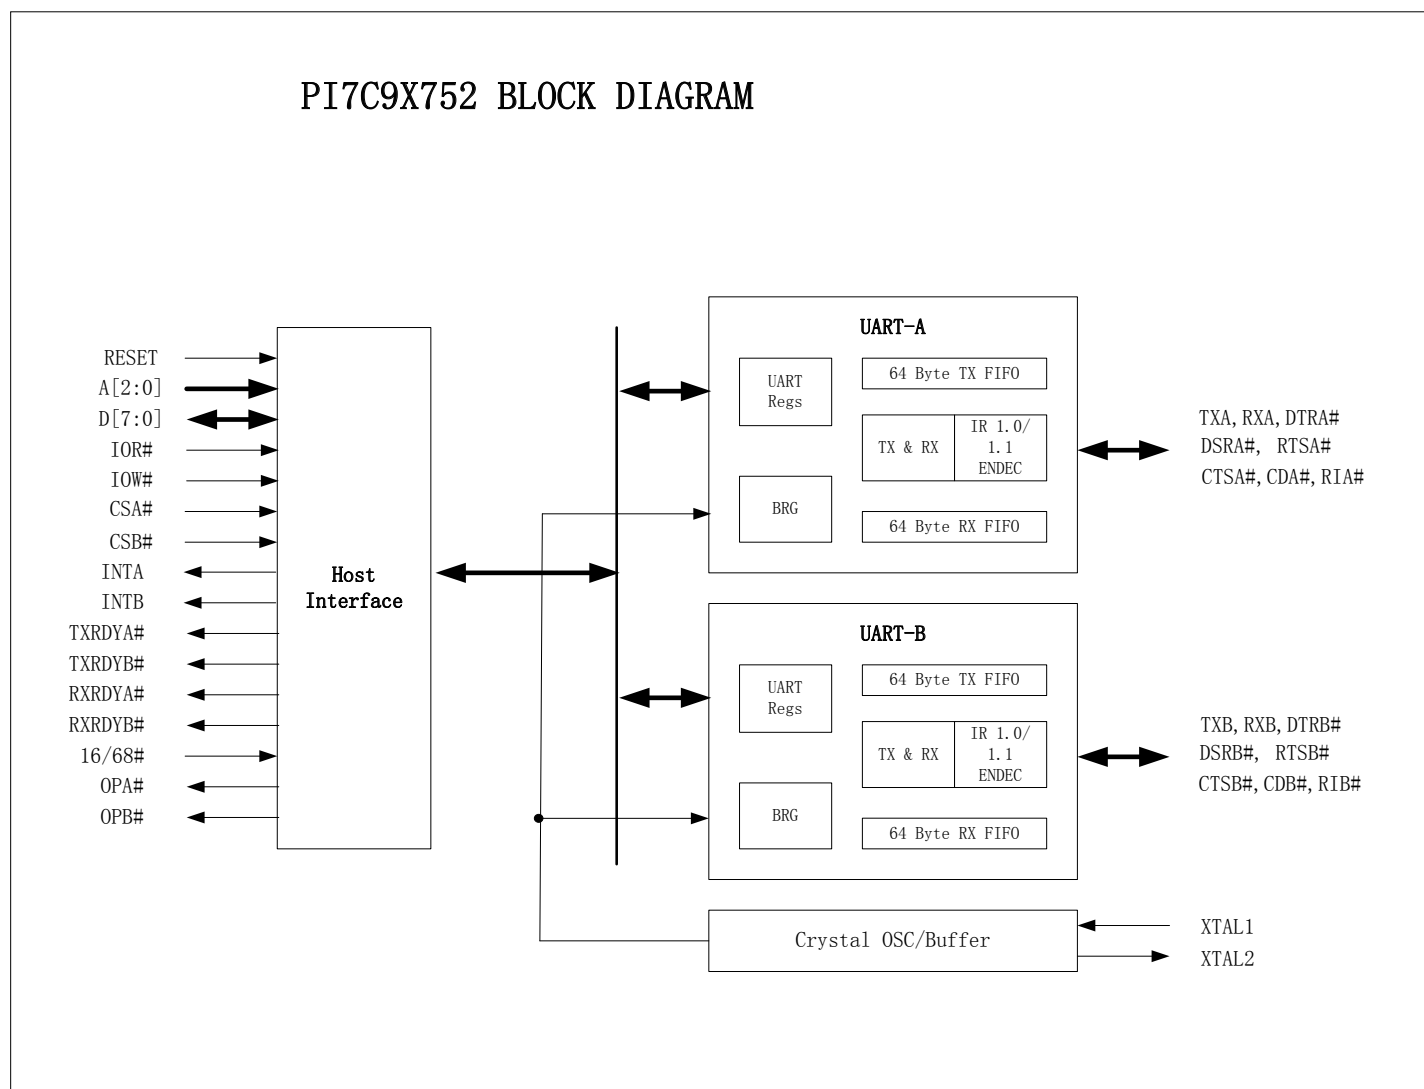 PI7C9X752 BLOCK DIAGRAM
RESET
A[2:0]
D[7:0]
IOR#
IOW#
CSA#
CSB#
INTA
INTB
TXRDYA#
TXRDYB#
RXRDYA#
RXRDYB#
16/68#
OPA#
OPB#
Host
Interface
UART-A
UART
Regs
64 Byte TX FIFO
TX & RX
IR 1.0/
1.1
ENDEC
BRG
64 Byte RX FIFO
TXA, RXA, DTRA#
DSRA#, RTSA#
CTSA#, CDA#, RIA#
UART-B
UART
Regs
64 Byte TX FIFO
TX & RX
IR 1.0/
1.1
ENDEC
BRG
64 Byte RX FIFO
TXB, RXB, DTRB#
DSRB#, RTSB#
CTSB#, CDB#, RIB#
Crystal OSC/Buffer
XTAL1
XTAL2